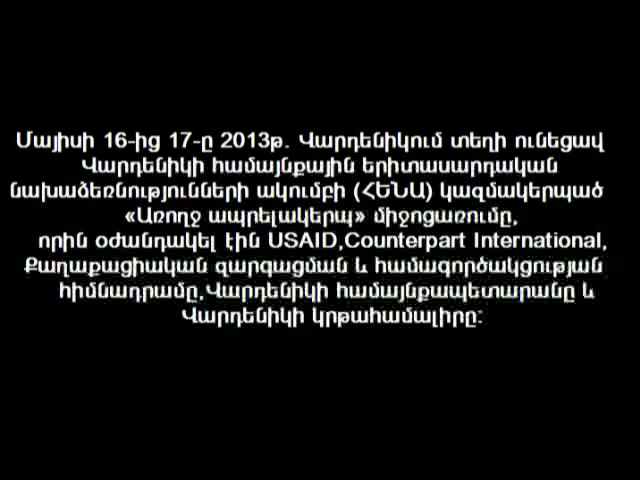 Մայիսի 16-ից 17-ը 2013թ. Վարդենիկում տեղի ունեցավ
Վարդենիկի համայնքային երիտասարդական
նախաձեռնությունների ակումբի (ՀԵՆԱ) կազմակերպած
«Առողջ ապրելակերպ» միջոցառումը,
որին օժանդակել էին USAID,Counterpart International,
Քաղաքացիական զարգացման և համագործակցության
հիմնադրամը,Վարդենիկի համայնքապետարանը և
Վարդենիկի կրթահամալիրը: